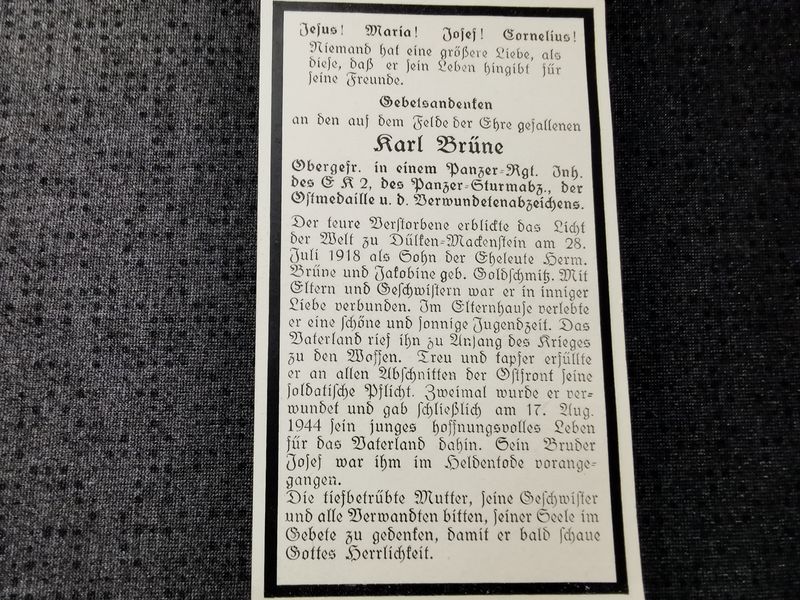 Jesus! Maria! Josef! Cornelius!
Niemand hat eine größere Liebe, als
diese, daß er sein Leben hingibt für
seine Freunde.
Gebetsandenken
an den auf dem Felde der Ehre gefallenen
Karl Brüne
Obergefr. in einem Panzer-Rgt. Inh.
des E K 2, des Panzer-Sturmabz., der
Ostmedaille u. d. Verwundetenabzeichens.
Der teure Verstorbene erblickte das Licht
der Welt zu Dülken-Mackenstein am 28.
Juli 1918 als Sohn der Eheleute Herm.
Brüne und Jakobine geb. Goldschmitz. Mit
Eltern und Geschwistern war er in inniger
Liebe verbunden. Im Elternhause verlebte
er eine schöne und sonnige Jugendzeit. Das
Vaterland rief ihn zu Anfang des Krieges
zu den Waffen. Treu und tapfer erfüllte
er an allen Abschnitten der Ostfront seine
soldatische Pflicht. Zweimal wurde er ver-
wundet und gab schließlich am 17. Aug.
1944 sein junges hoffnungsvolles Leben
für das Vaterland dahin. Sein Bruder
Josef war ihm im Heldentode vorange-
gangen.
Die tiefbetrübte Mutter, seine Geschwister
und alle Verwandten bitten, seiner Seele im
Gebete zu gedenken, damit er bald schaue
Gottes Herrlichkeit.